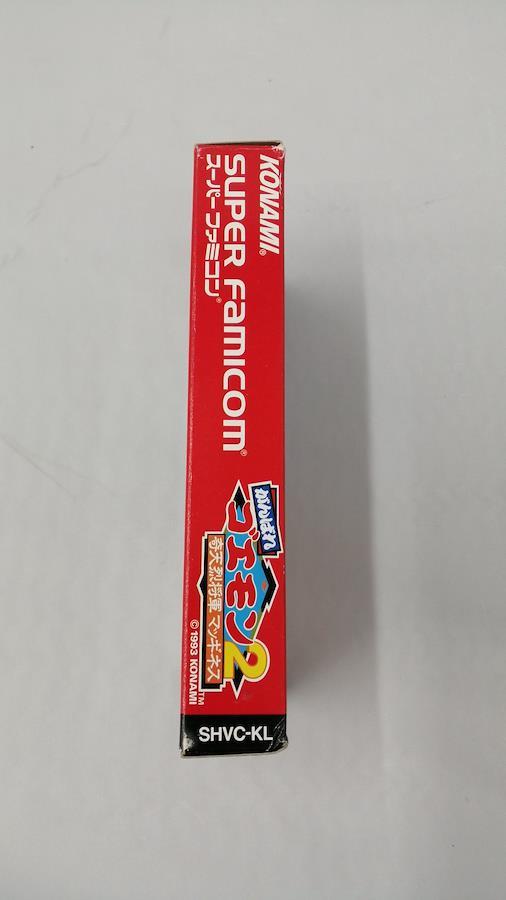 KONAMI®
SUPER FAMICOM®
スーパーファミコン®
がんばれ
ゴエモン2
奇天烈将軍 マッギネス
TM
© 1993 KONAMI
SHVC-KL